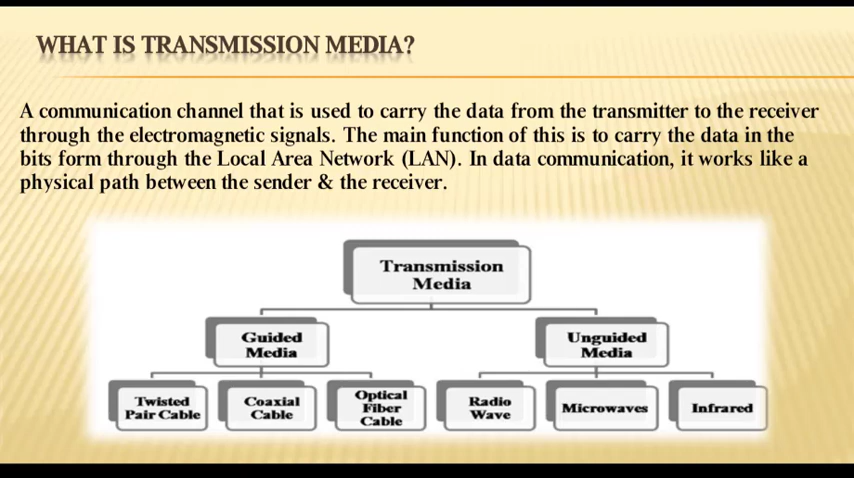 WHAT IS TRANSMISSION MEDIA?
A communication channel that is used to carry the data from the transmitter to the receiver
through the electromagnetic signals. The main function of this is to carry the data in the
bits form through the Local Area Network (LAN). In data communication, it works like a
physical path between the sender & the receiver.
Transmission
Media
Guided
Media
Unguided
Media
Twisted
Pair Cable
Coaxial
Cable
Optical
Fiber
Cable
Radio
Wave
Microwaves
Infrared